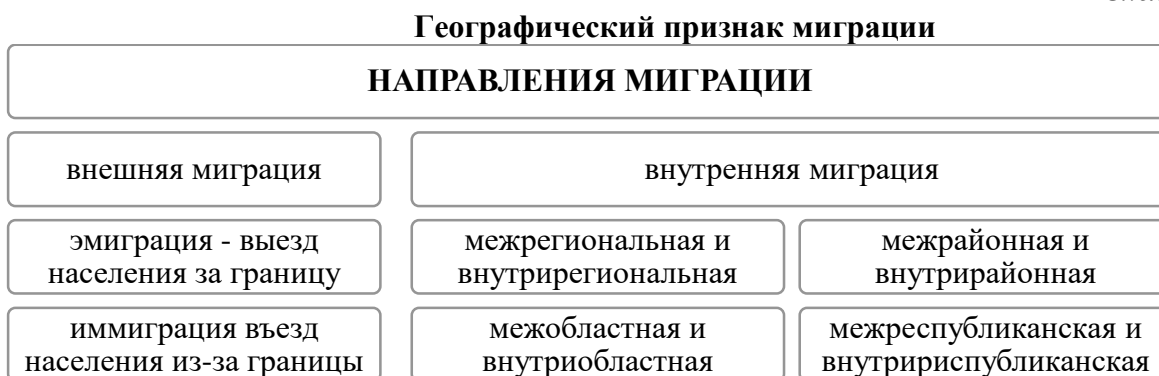 Географический признак миграции
НАПРАВЛЕНИЯ МИГРАЦИИ
внешняя миграция
внутренняя миграция
эмиграция - выезд
населения за границу
межрегиональная и
внутрирегиональная
межрайонная и
внутрирайонная
иммиграция въезд
населения из-за границы
межобластная и
внутриобластная
межреспубликанская и
внутририспубликанская